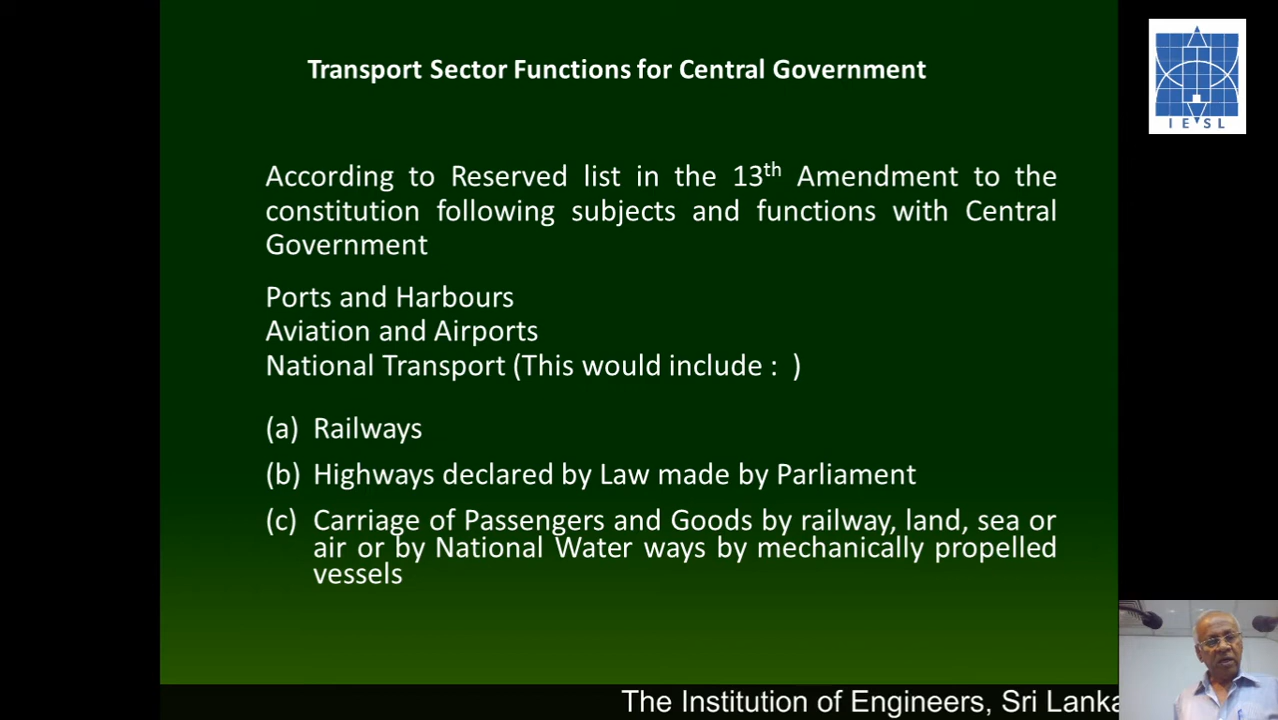 Transport Sector Functions for Central Government
IESL
According to Reserved list in the 13th Amendment to the
constitution following subjects and functions with Central
Government
Ports and Harbours
Aviation and Airports
National Transport (This would include : )
(a) Railways
(b) Highways declared by Law made by Parliament
(c) Carriage of Passengers and Goods by railway, land, sea or
air or by National Water ways by mechanically propelled
vessels
The Institution of Engineers, Sri Lanka